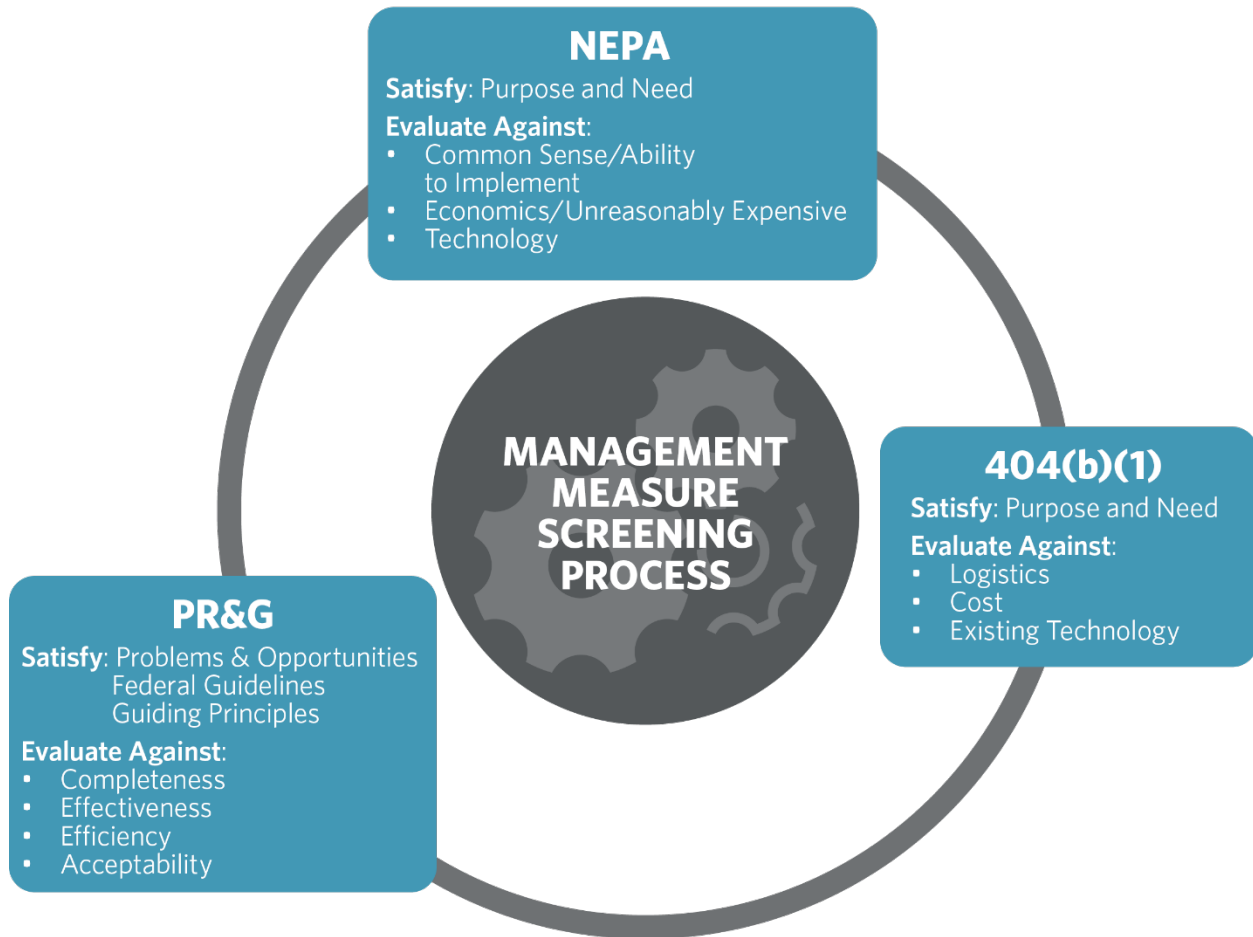 NEPA
Satisfy: Purpose and Need
Evaluate Against:
▪ Common Sense/Ability
to Implement
▪ Economics/Unreasonably Expensive
▪ Technology
MANAGEMENT
MEASURE
SCREENING
PROCESS
404(b)(1)
Satisfy: Purpose and Need
Evaluate Against:
▪ Logistics
▪ Cost
▪ Existing Technology
PR&G
Satisfy: Problems & Opportunities
Federal Guidelines
Guiding Principles
Evaluate Against:
▪ Completeness
▪ Effectiveness
▪ Efficiency
▪ Acceptability